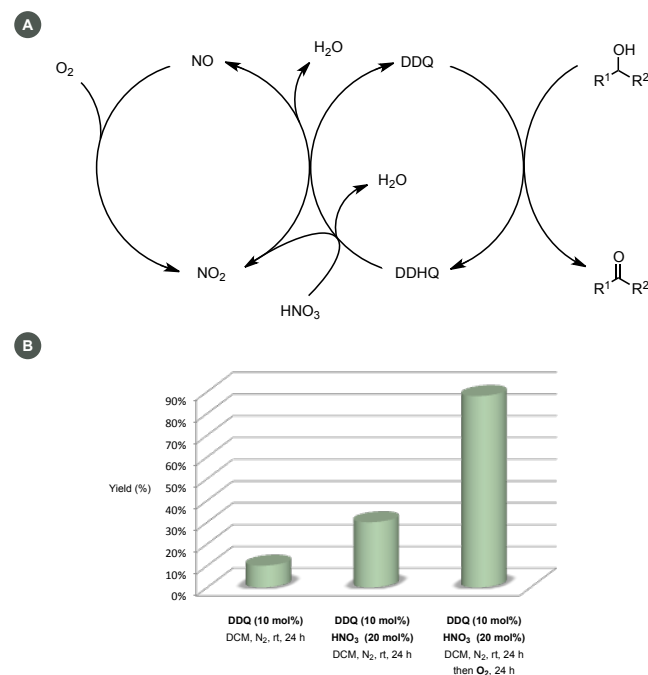 A
O₂
NO
H₂O
DDQ
OH
R¹ R²
H₂O
NO₂
DDHQ
HNO₃
O
R¹ R²
B
90%
80%
70%
60%
Yield (%)
50%
40%
30%
20%
10%
0%
DDQ (10 mol%)
DCM, N₂, rt, 24 h
DDQ (10 mol%)
HNO₃ (20 mol%)
DCM, N₂, rt, 24 h
DDQ (10 mol%)
HNO₃ (20 mol%)
DCM, N₂, rt, 24 h
then O₂, 24 h